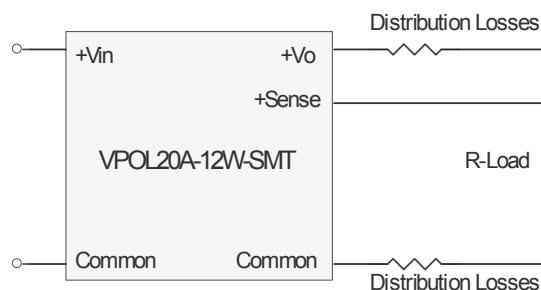 Distribution Losses
+Vin
+Vo
+Sense
VPOL20A-12W-SMT
R-Load
Common
Common
Distribution Losses